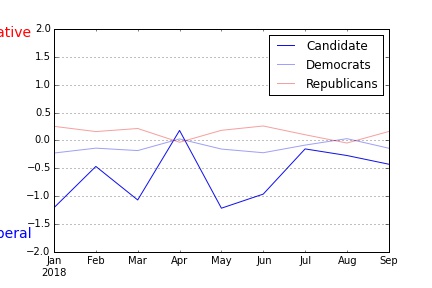 ative
beral
2.0
1.5
1.0
0.5
0.0
−0.5
−1.0
−1.5
−2.0
Candidate
Democrats
Republicans
Jan Feb Mar Apr May Jun Jul Aug Sep
2018